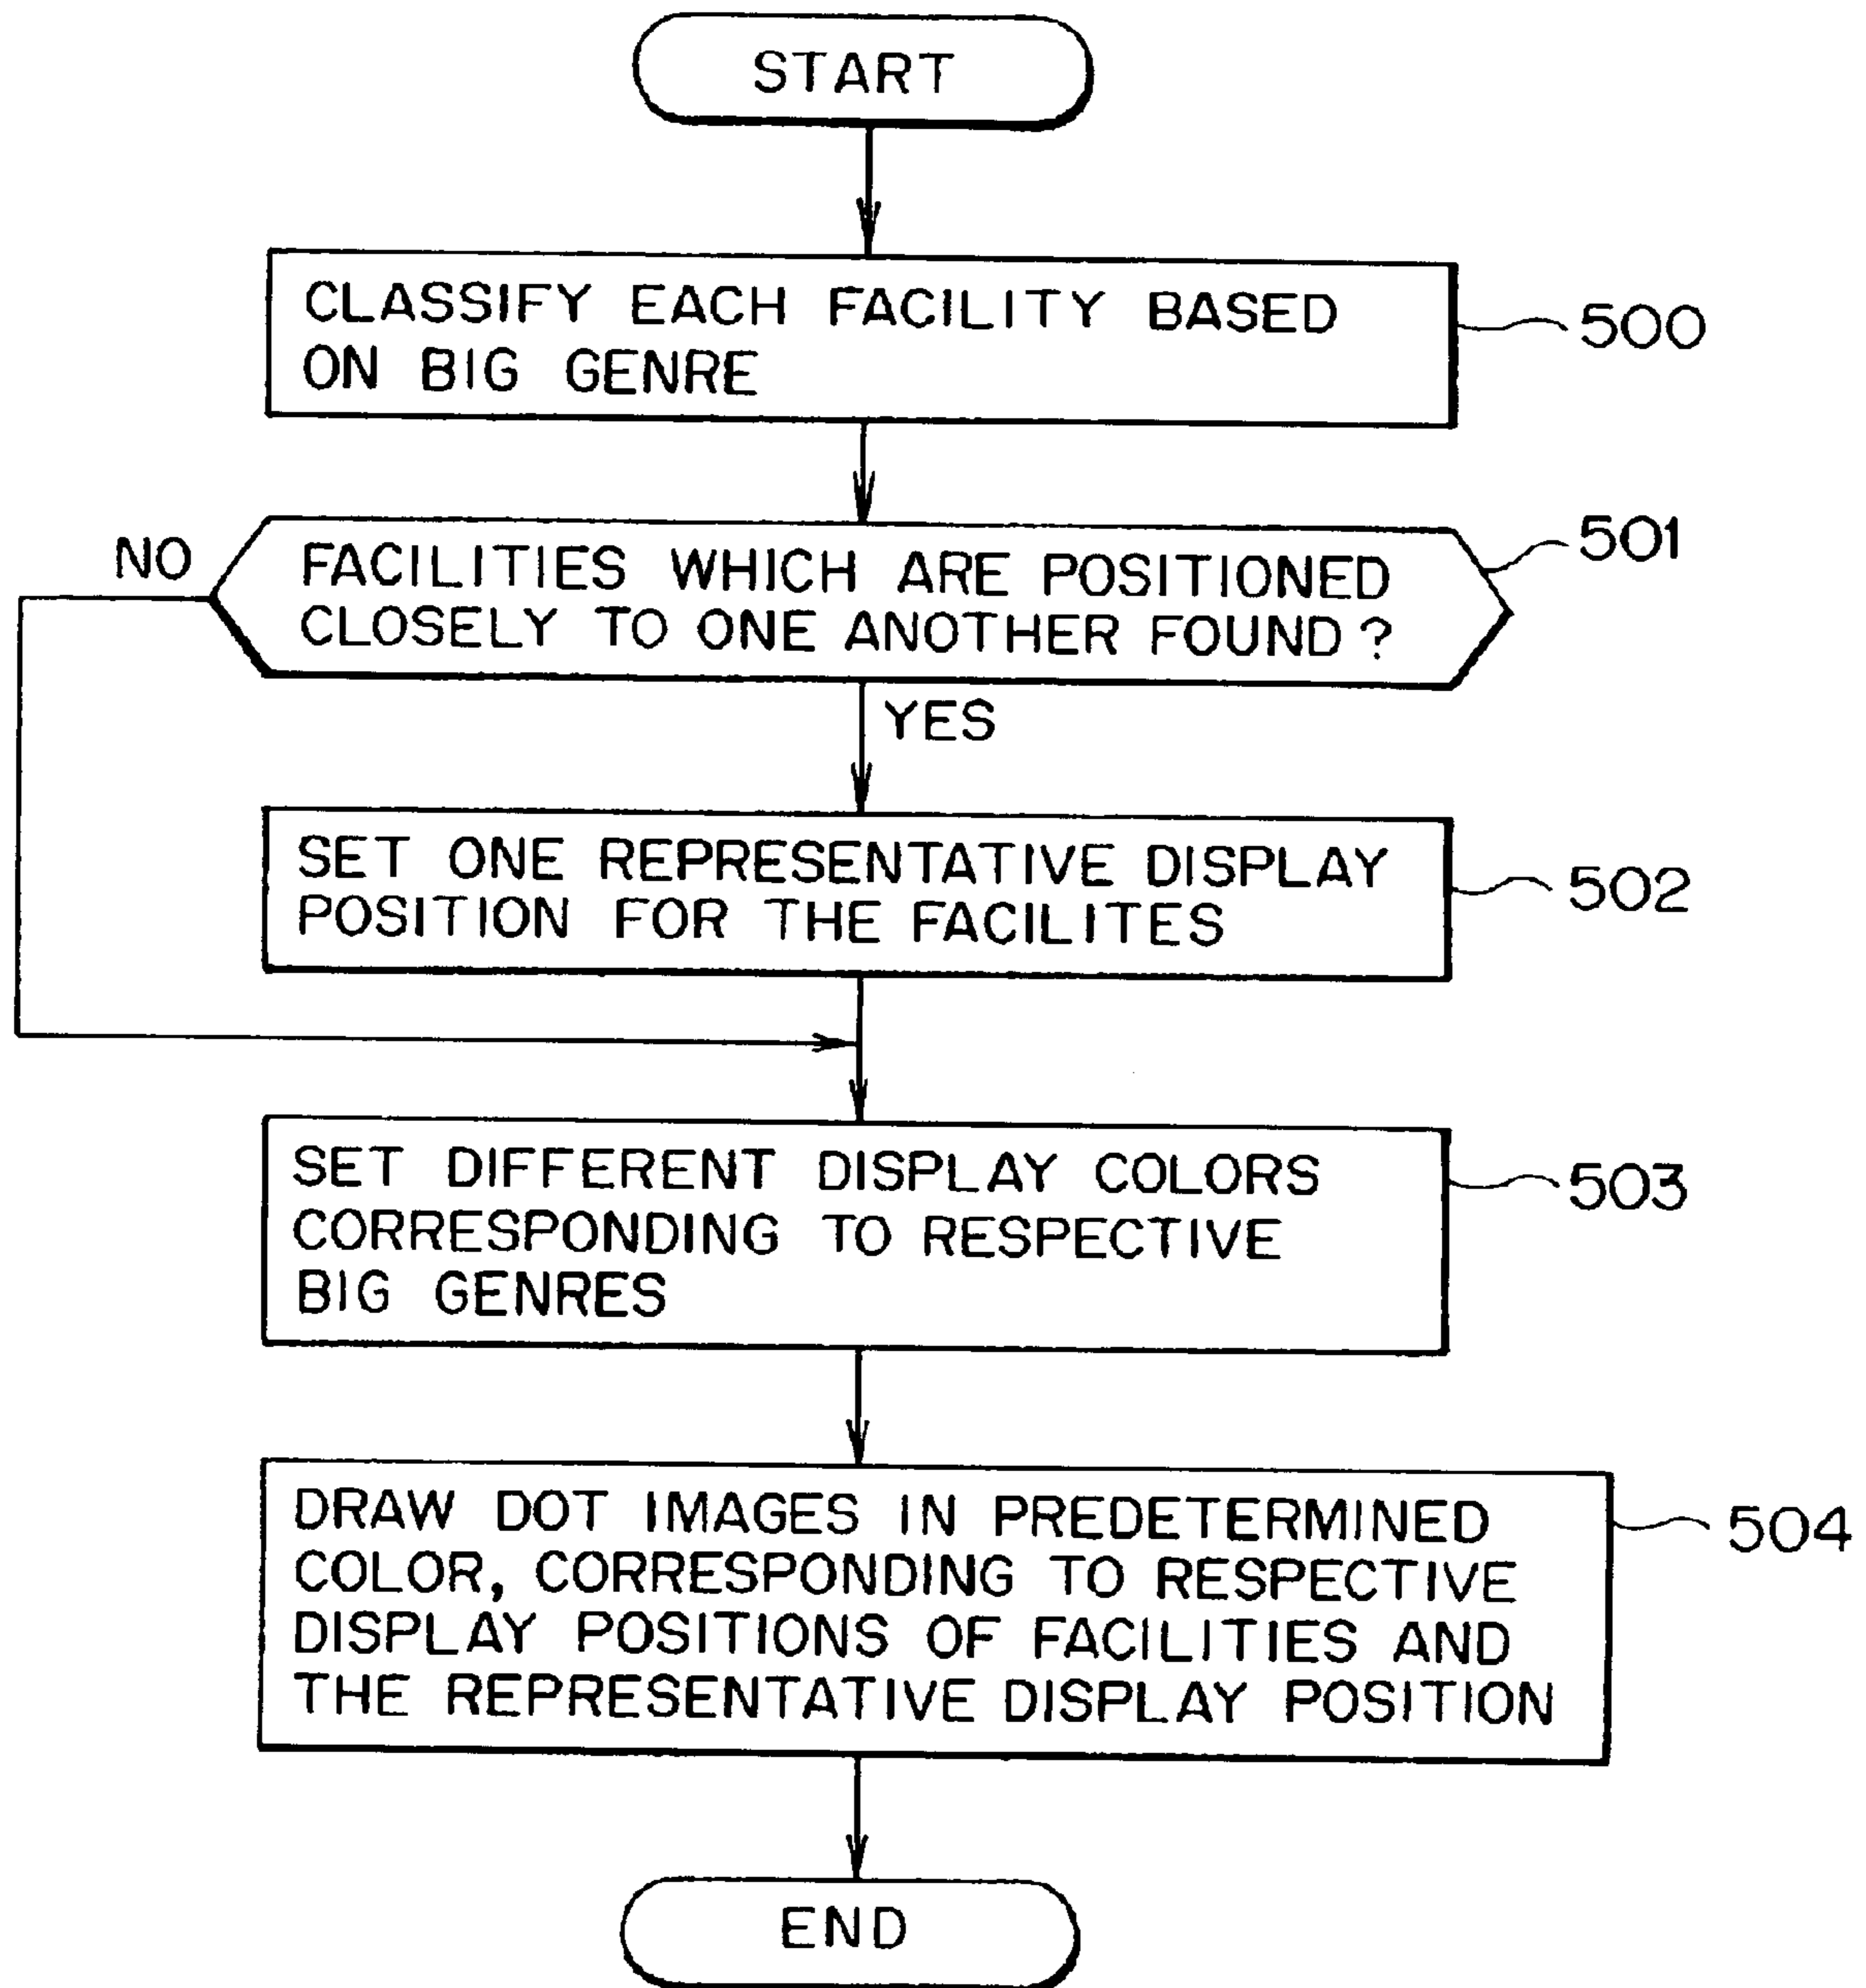 START
CLASSIFY EACH FACILITY BASED
ON BIG GENRE
500
NO
FACILITIES WHICH ARE POSITIONED
CLOSELY TO ONE ANOTHER FOUND?
501
YES
SET ONE REPRESENTATIVE DISPLAY
POSITION FOR THE FACILITES
502
SET DIFFERENT DISPLAY COLORS
CORRESPONDING TO RESPECTIVE
BIG GENRES
503
DRAW DOT IMAGES IN PREDETERMINED
COLOR, CORRESPONDING TO RESPECTIVE
DISPLAY POSITIONS OF FACILITIES AND
THE REPRESENTATIVE DISPLAY POSITION
504
END